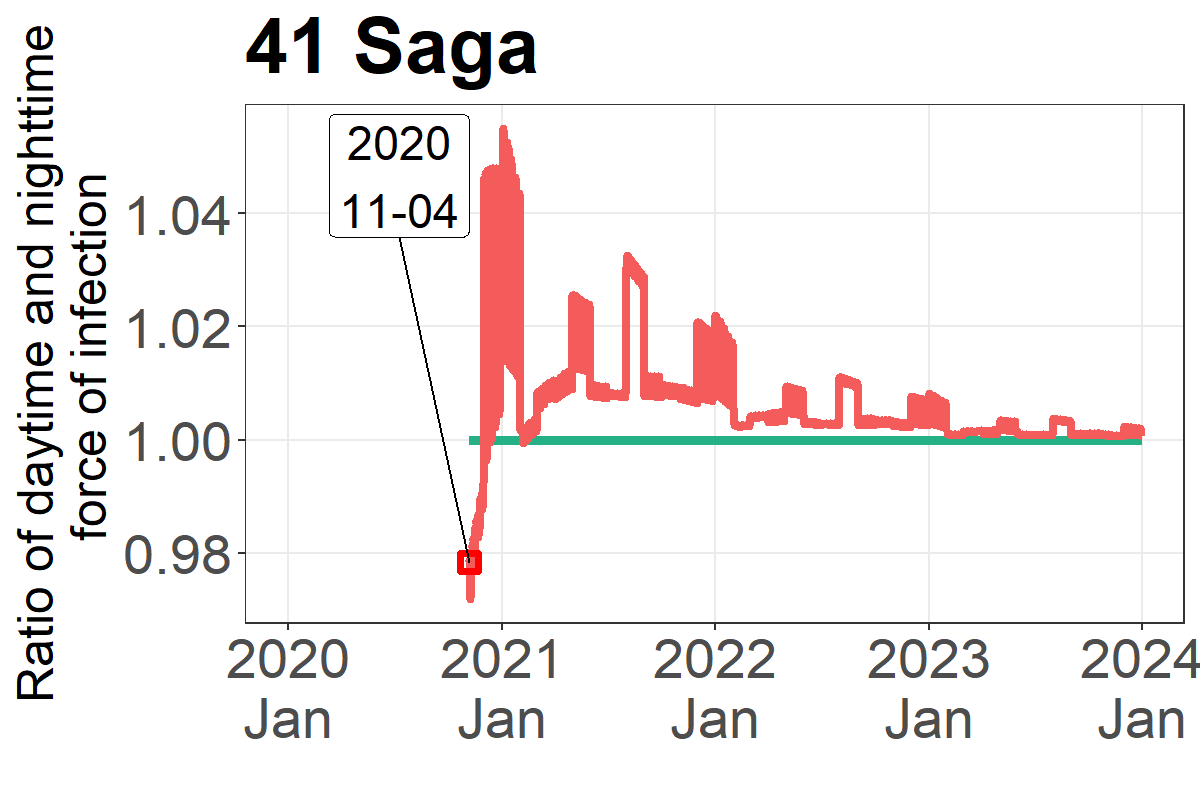 41 Saga
Ratio of daytime and nighttime
force of infection
2020
11-04
1.04
1.02
1.00
0.98
2020
Jan
2021
Jan
2022
Jan
2023
Jan
2024
Jan